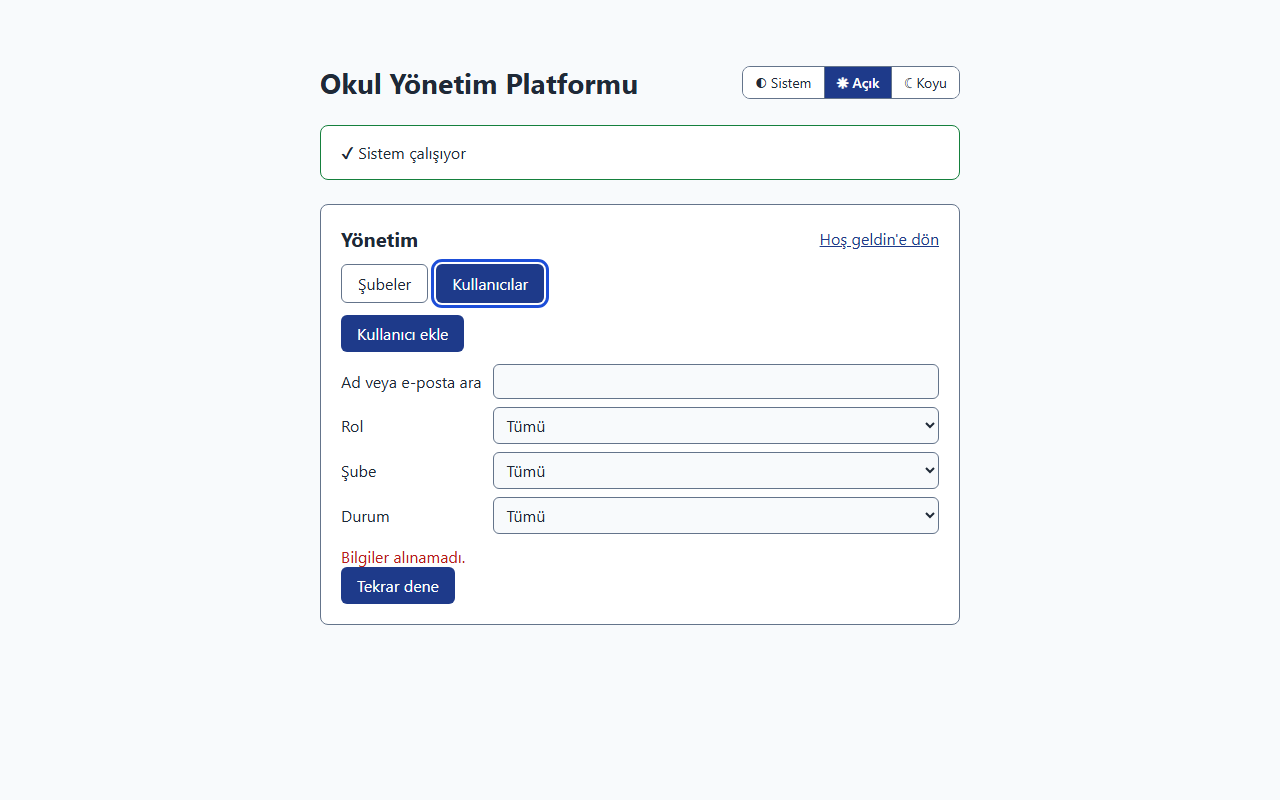 Okul Yönetim Platformu
◐ Sistem ❋ Açık ☾ Koyu
✓ Sistem çalışıyor
Yönetim
Hoş geldin'e dön
Şubeler Kullanıcılar
Kullanıcı ekle
Ad veya e-posta ara
Rol Tümü
Şube Tümü
Durum Tümü
Bilgiler alınamadı.
Tekrar dene